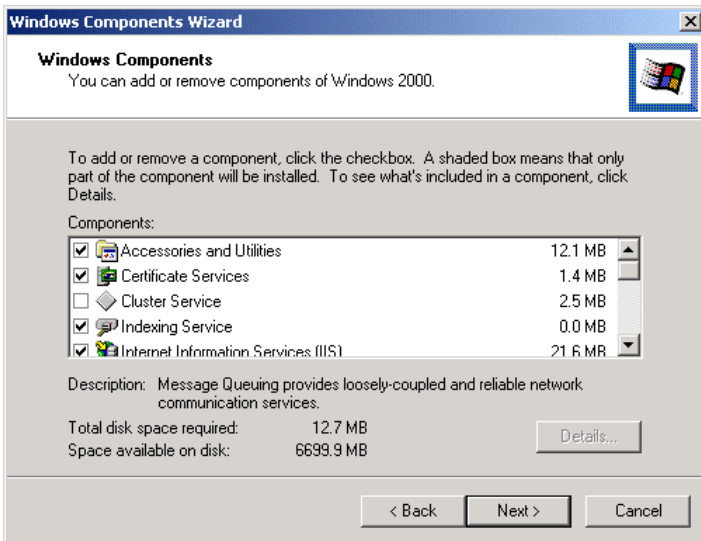 Windows Components Wizard
Windows Components
You can add or remove components of Windows 2000.
To add or remove a component, click the checkbox. A shaded box means that only
part of the component will be installed. To see what's included in a component, click
Details.
Components:
Accessories and Utilities 12.1 MB
Certificate Services 1.4 MB
Cluster Service 2.5 MB
Indexing Service 0.0 MB
Internet Information Services (IIS) 21.6 MB
Description: Message Queuing provides loosely-coupled and reliable network
communication services.
Total disk space required: 12.7 MB
Space available on disk: 6699.9 MB
Details...
< Back Next > Cancel